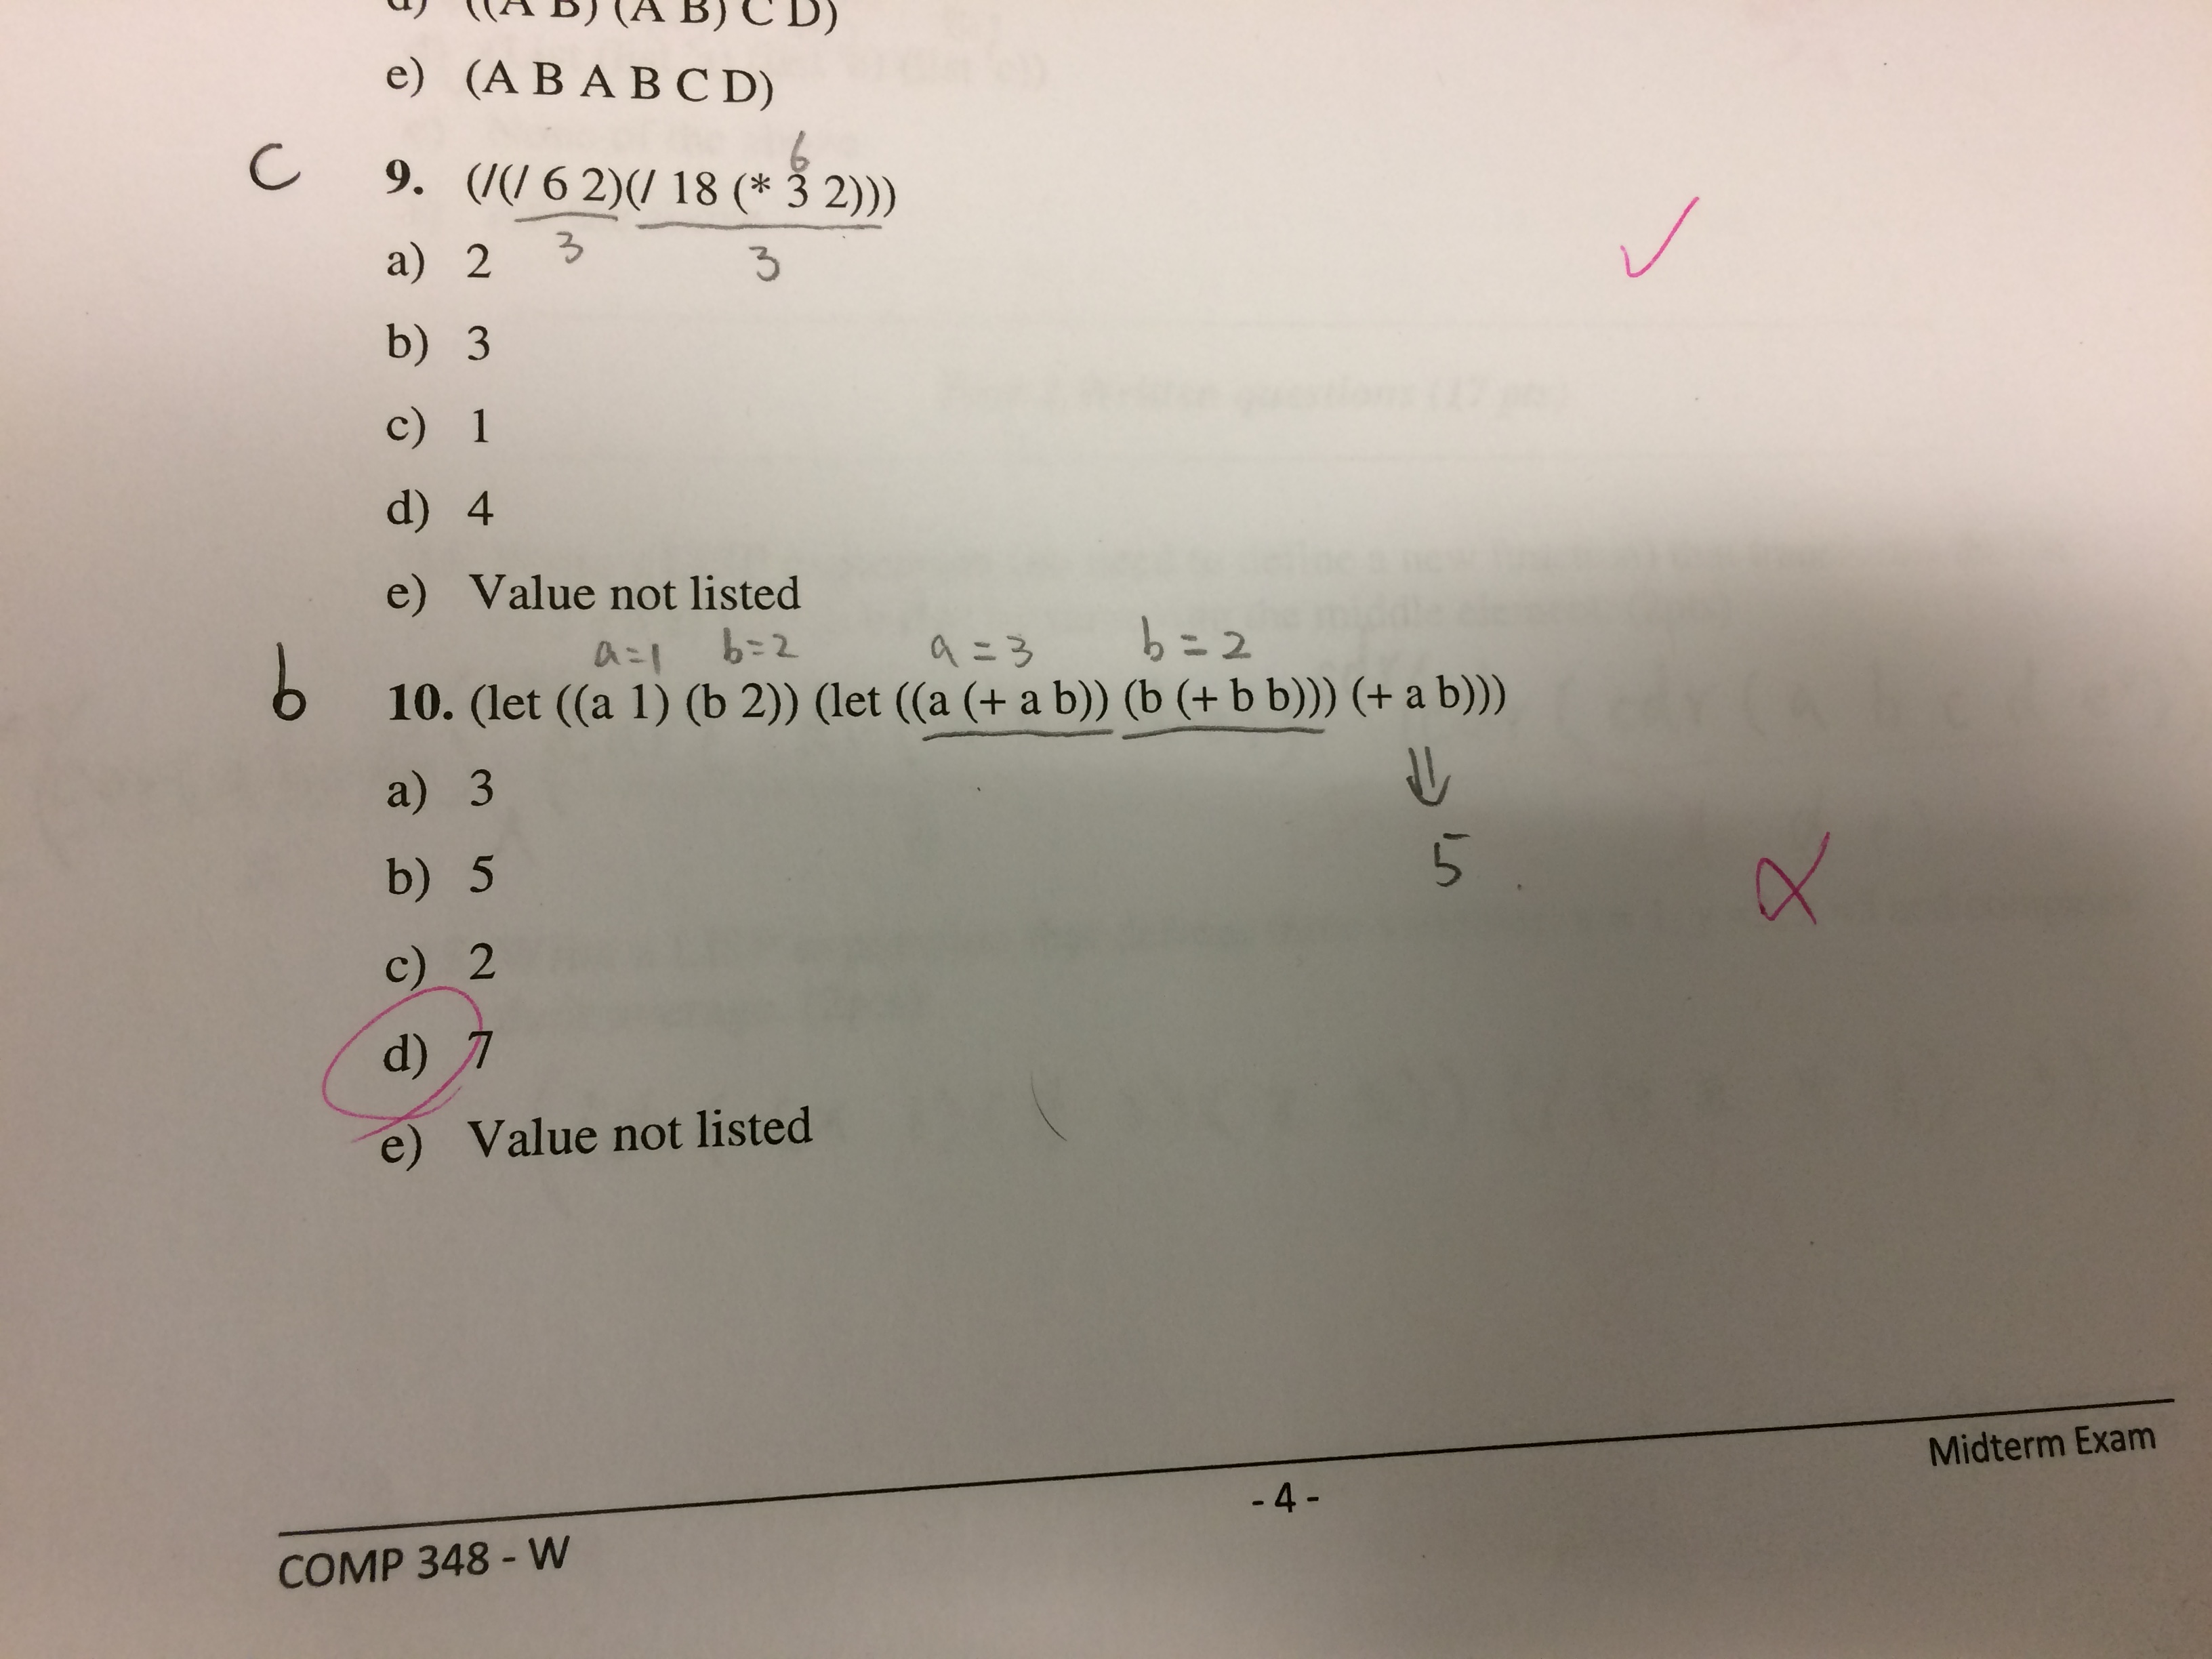 d) ((A B) (A B) C D)
e) (A B A B C D)
6
C 9. (/(/ 6 2)(/ 18 (* 3 2)))
3 3
a) 2
b) 3
c) 1
d) 4
e) Value not listed
a=1 b=2 a=3 b=2
b 10. (let ((a 1) (b 2)) (let ((a (+ a b)) (b (+ b b))) (+ a b)))
a) 3
5
b) 5
c) 2
d) 7
e) Value not listed
Midterm Exam
- 4 -
COMP 348 - W